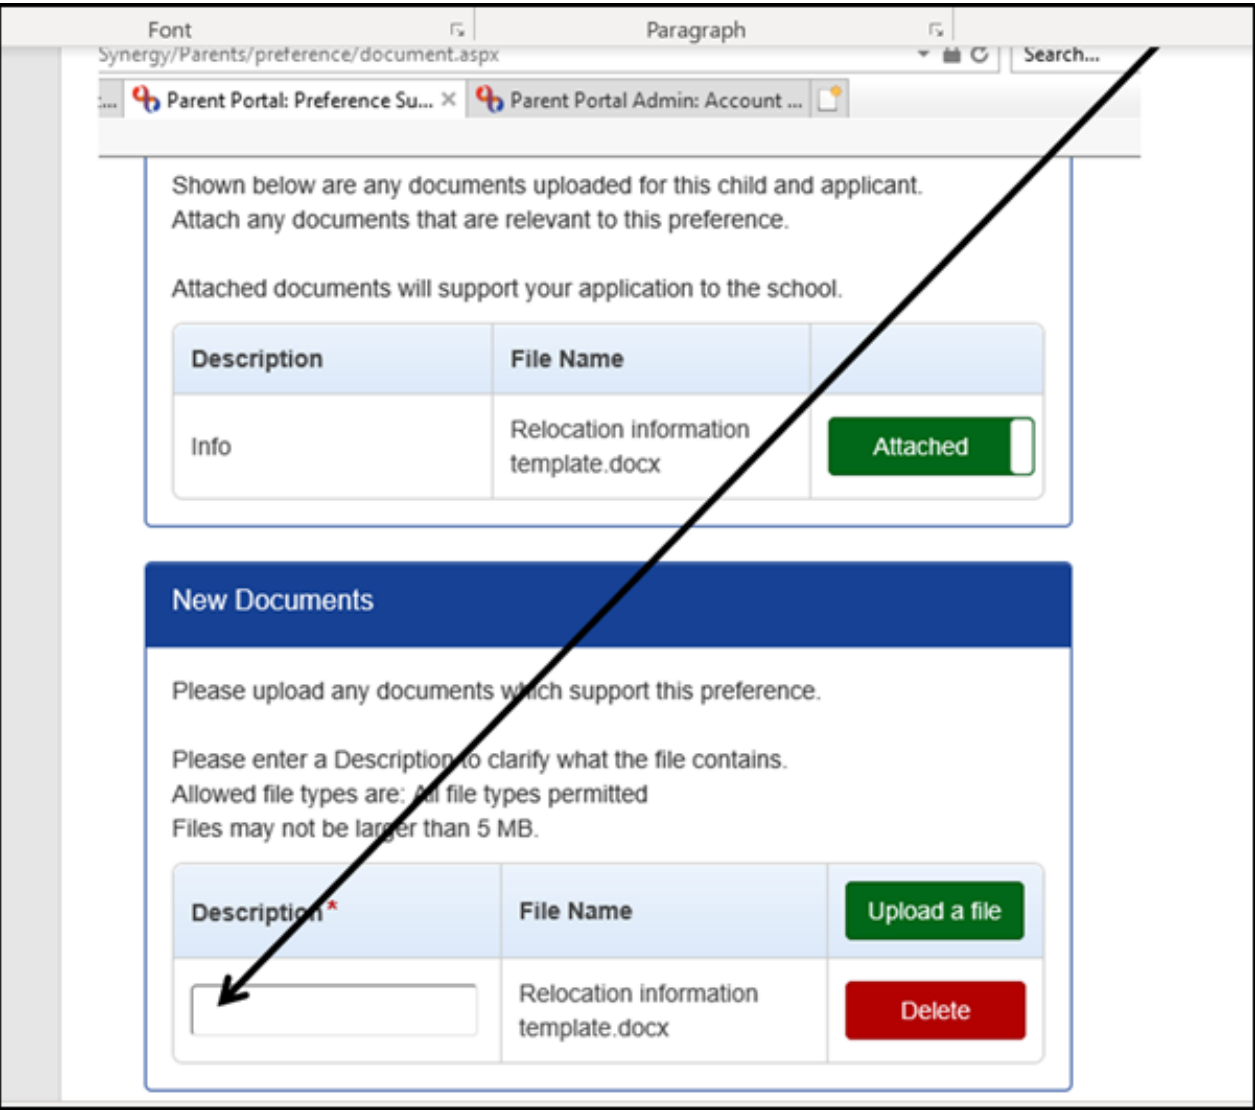 Font Paragraph
Synergy/Parents/preference/document.aspx Search...
... Parent Portal: Preference Su... × Parent Portal Admin: Account ...
Shown below are any documents uploaded for this child and applicant.
Attach any documents that are relevant to this preference.
Attached documents will support your application to the school.
Description File Name
Info Relocation information template.docx Attached
New Documents
Please upload any documents which support this preference.
Please enter a Description to clarify what the file contains.
Allowed file types are: All file types permitted
Files may not be larger than 5 MB.
Description* File Name Upload a file
Relocation information template.docx Delete